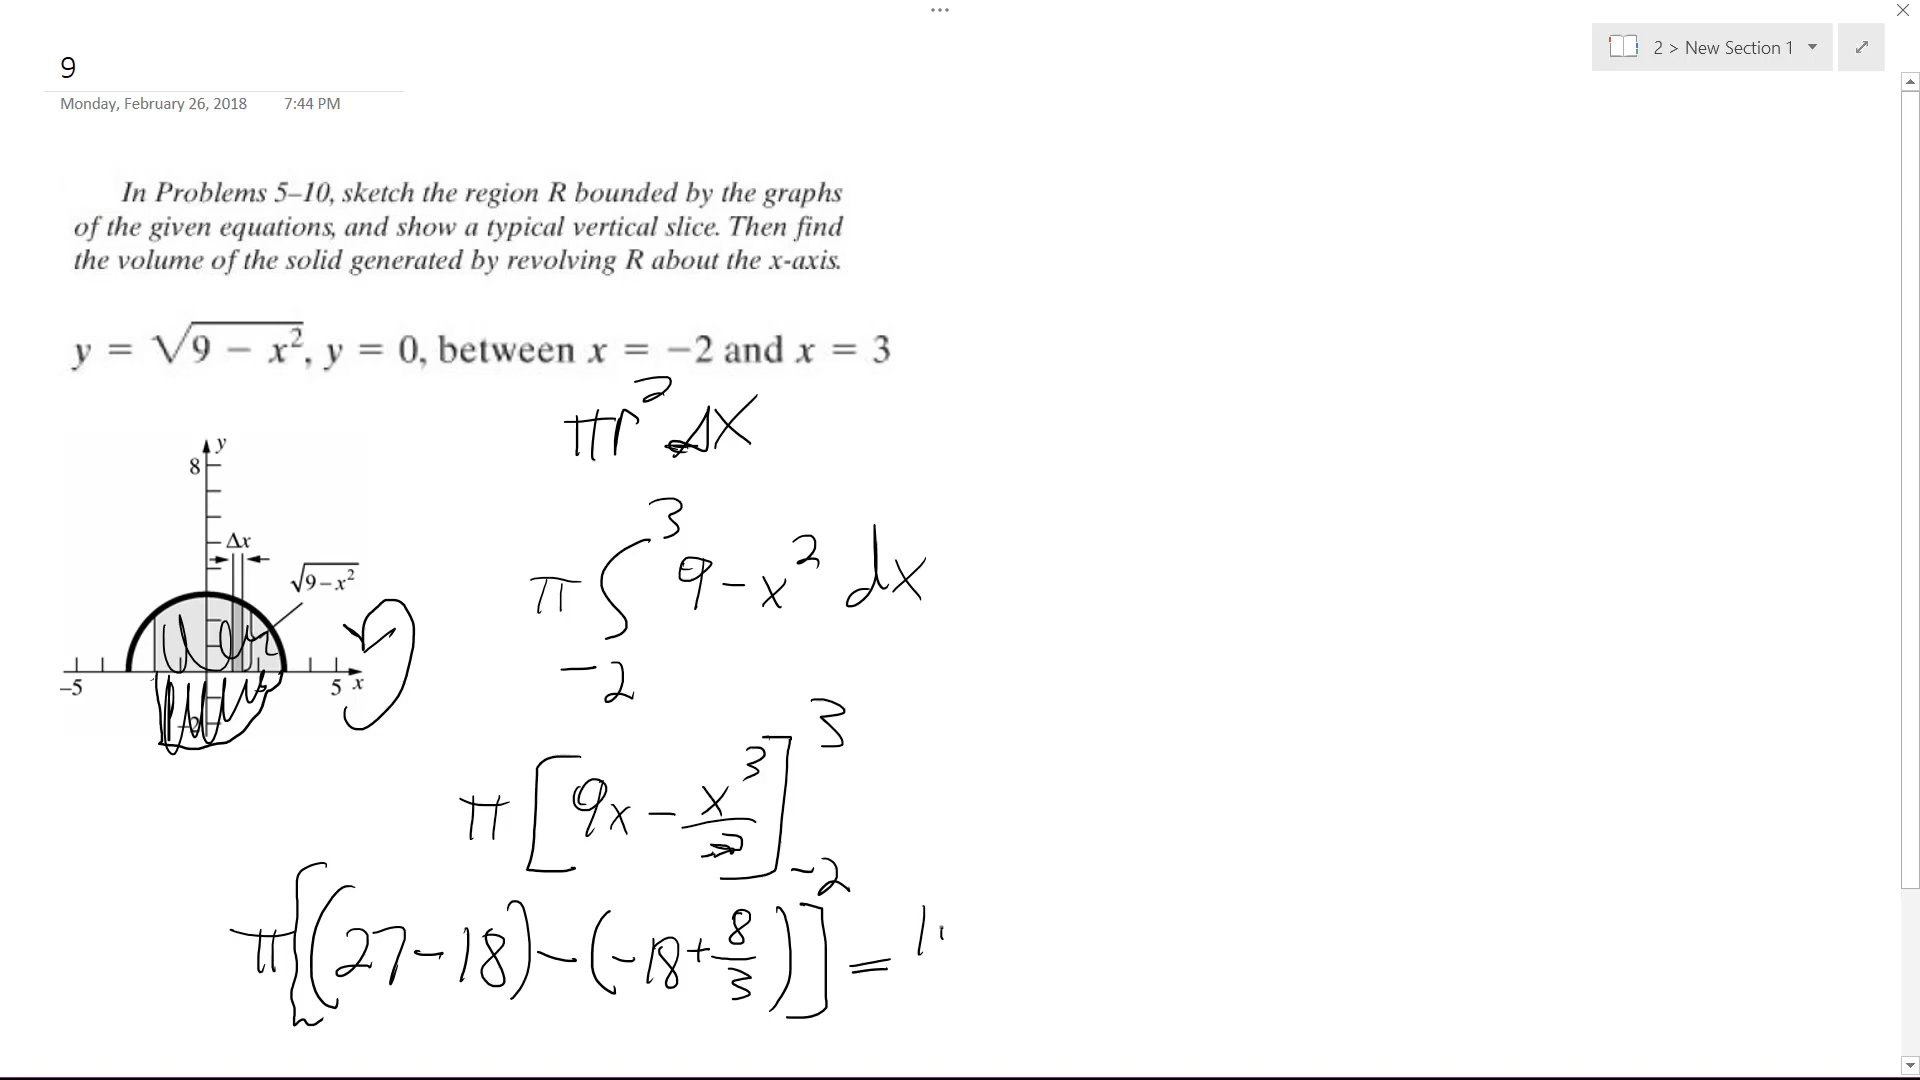 ...
2 > New Section 1
9
Monday, February 26, 2018 7:44 PM
In Problems 5–10, sketch the region R bounded by the graphs
of the given equations, and show a typical vertical slice. Then find
the volume of the solid generated by revolving R about the x-axis.
y = √(9 − x²), y = 0, between x = −2 and x = 3
πr² ΔX
y
8
Δx
√(9−x²)
−5
5 x
π ∫ 3 −2 9 − x² dx
π [9x − x³/3] 3 −2
π[(27 − 18) − (−18 + 8/3)] =